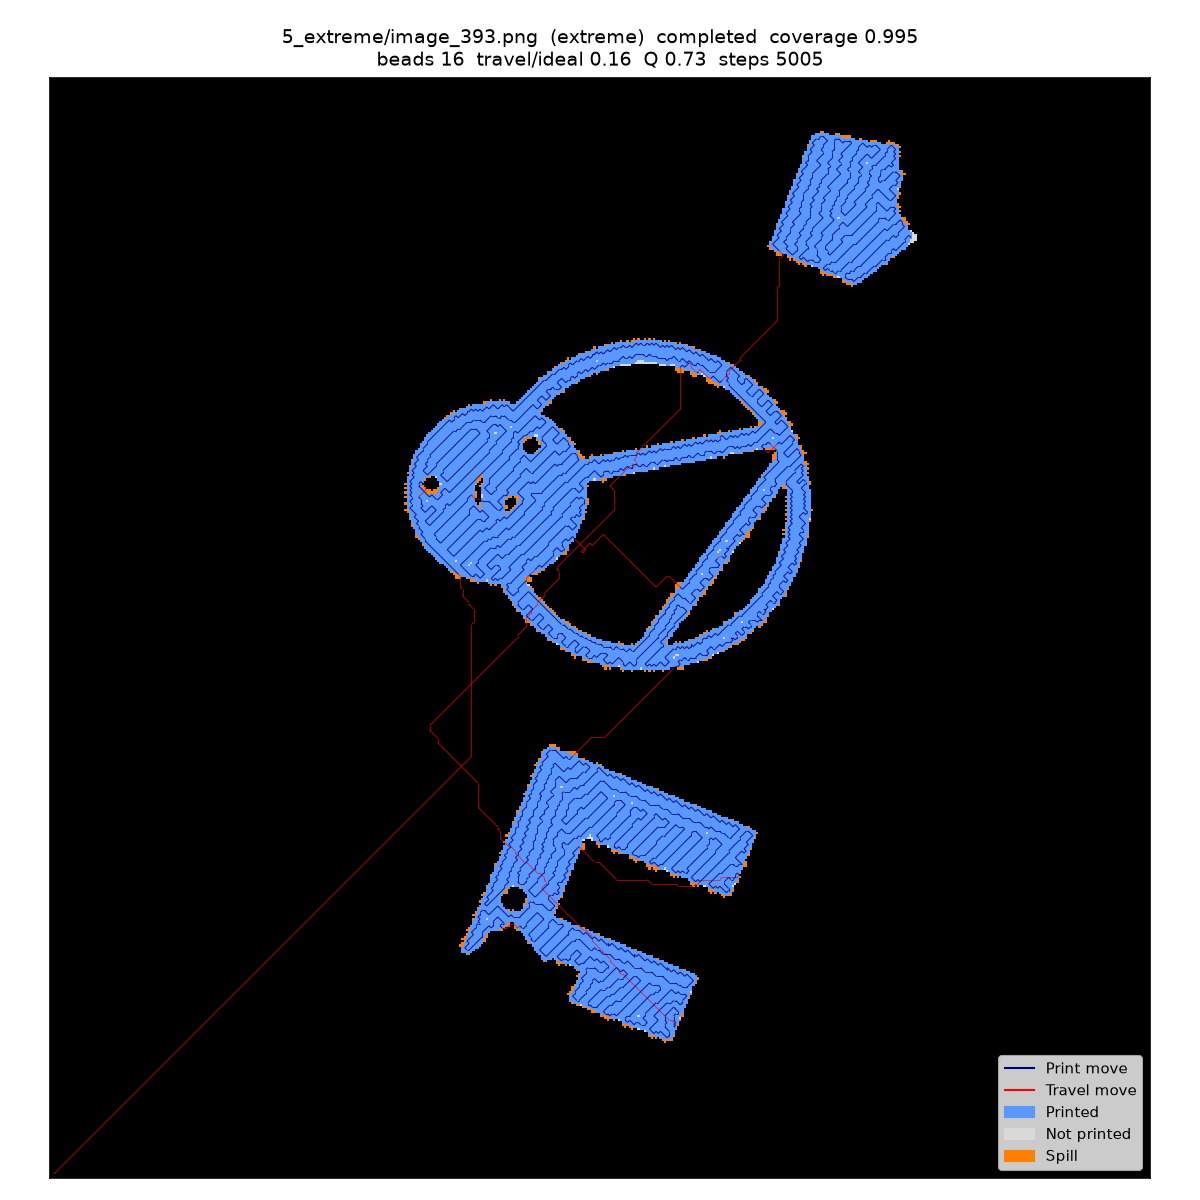 5_extreme/image_393.png  (extreme)  completed  coverage 0.995
beads 16  travel/ideal 0.16  Q 0.73  steps 5005
Print move
Travel move
Printed
Not printed
Spill